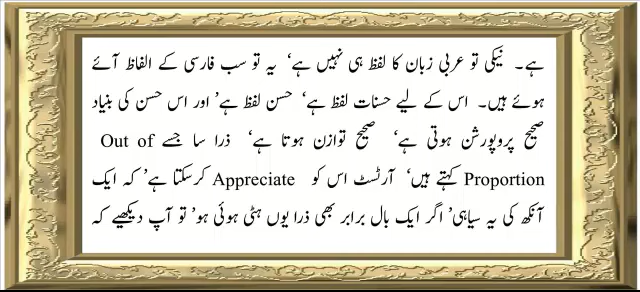 ہے۔ نیکی تو عربی زبان کا لفظ ہی نہیں ہے‘ یہ تو سب فارسی کے الفاظ آئے
ہوئے ہیں۔ اس کے لیے حسنات لفظ ہے‘ حسن لفظ ہے’ اور اس حسن کی بنیاد
صحیح پروپورشن ہوتی ہے‘ صحیح توازن ہوتا ہے‘ ذرا سا جسے Out of
Proportion کہتے ہیں‘ آرٹسٹ اس کو Appreciate کرسکتا ہے’ کہ ایک
آنکھ کی یہ سیاہی’ اگر ایک بال برابر بھی ذرا یوں ہٹی ہوئی ہو’ تو آپ دیکھیے کہ